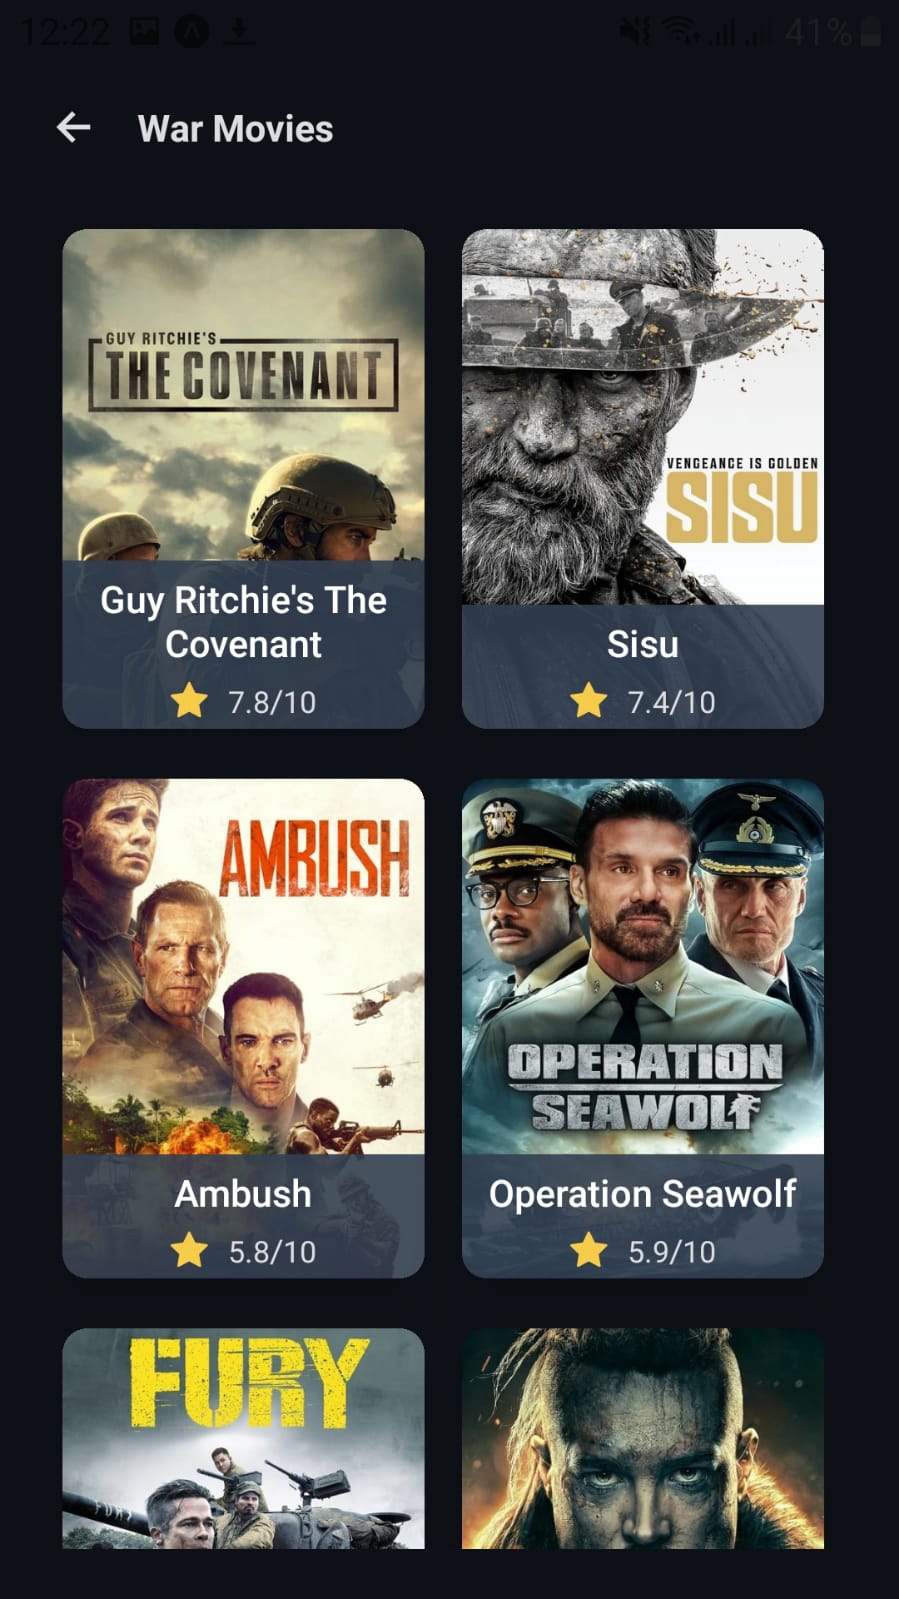 12:22
41%
War Movies
GUY RITCHIE'S
THE COVENANT
Guy Ritchie's The
Covenant
7.8/10
VENGEANCE IS GOLDEN
SISU
Sisu
7.4/10
AMBUSH
Ambush
5.8/10
OPERATION
SEAWOLF
Operation Seawolf
5.9/10
FURY
FURY